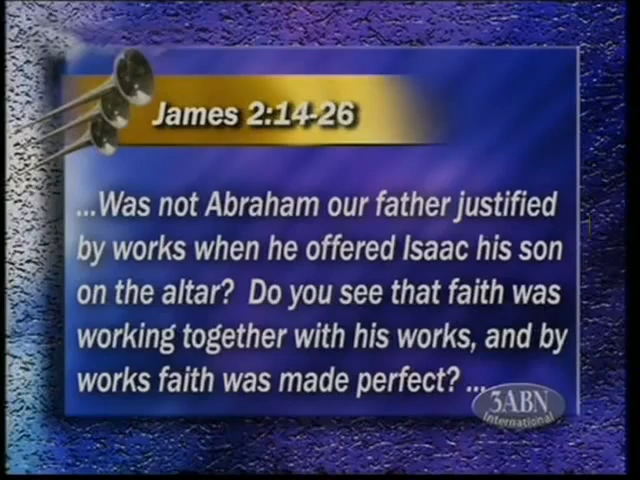 James 2:14-26
...Was not Abraham our father justified
by works when he offered Isaac his son
on the altar?  Do you see that faith was
working together with his works, and by
works faith was made perfect? ...
3ABN
International